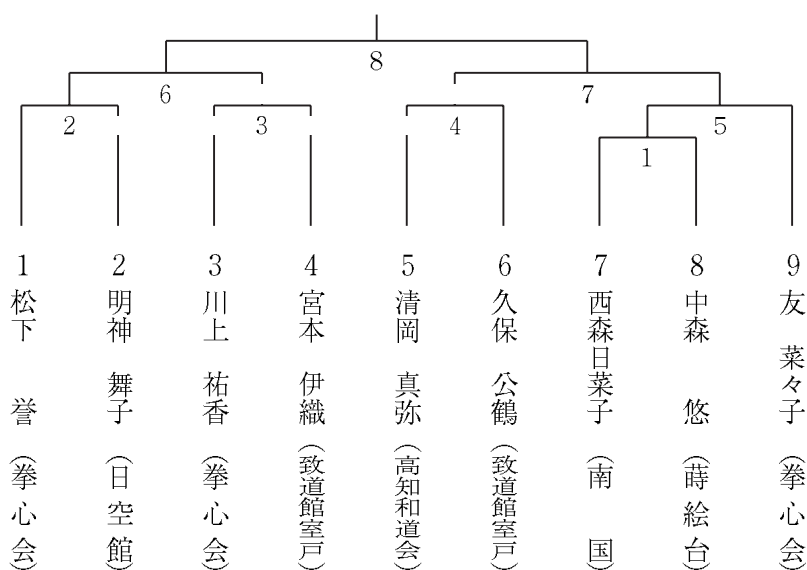 8
6
7
2
3
4
5
1
1 松下 誉 (拳心会)
2 明神 舞子 (日空館)
3 川上 祐香 (拳心会)
4 宮本 伊織 (致道館室戸)
5 清岡 真弥 (高知和道会)
6 久保 公鶴 (致道館室戸)
7 西森日菜子 (南国)
8 中森 悠 (蒔絵台)
9 友 菜々子 (拳心会)